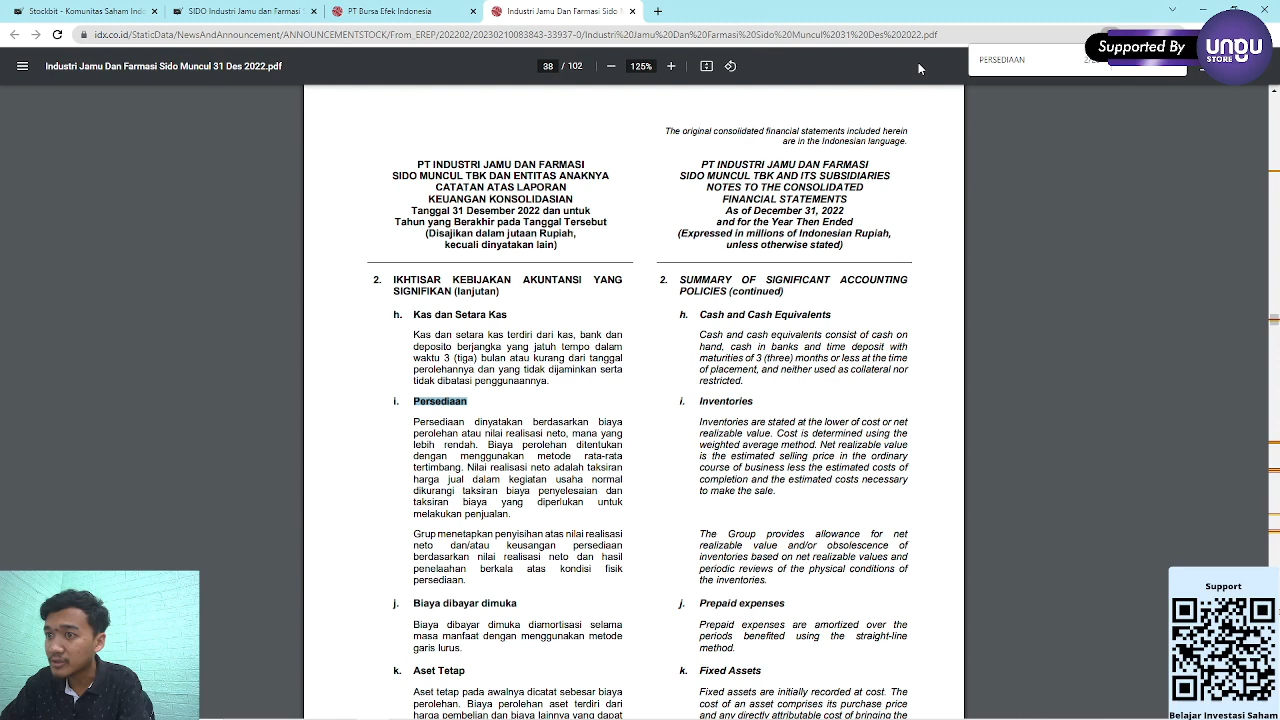 Stockbit - Komunitas Saham Indo
SIDO Industri Jamu dan Farmasi
PT Bursa Efek Indonesia
Industri Jamu Dan Farmasi Sido
idx.co.id/StaticData/NewsAndAnnouncement/ANNOUNCEMENTSTOCK/From_EREP/202302/20230210083843-33937-0/Industri%20Jamu%20Dan%20Farmasi%20Sido%20Muncul%2031%20Des%202022.pdf
Supported By
UNGU
STORE
Industri Jamu Dan Farmasi Sido Muncul 31 Des 2022.pdf
38 / 102
125%
PERSEDIAAN
The original consolidated financial statements included herein
are in the Indonesian language.
PT INDUSTRI JAMU DAN FARMASI
SIDO MUNCUL TBK DAN ENTITAS ANAKNYA
CATATAN ATAS LAPORAN
KEUANGAN KONSOLIDASIAN
Tanggal 31 Desember 2022 dan untuk
Tahun yang Berakhir pada Tanggal Tersebut
(Disajikan dalam jutaan Rupiah,
kecuali dinyatakan lain)
2. IKHTISAR KEBIJAKAN AKUNTANSI YANG
SIGNIFIKAN (lanjutan)
h. Kas dan Setara Kas
Kas dan setara kas terdiri dari kas, bank dan
deposito berjangka yang jatuh tempo dalam
waktu 3 (tiga) bulan atau kurang dari tanggal
perolehannya dan yang tidak dijaminkan serta
tidak dibatasi penggunaannya.
i. Persediaan
Persediaan dinyatakan berdasarkan biaya
perolehan atau nilai realisasi neto, mana yang
lebih rendah. Biaya perolehan ditentukan
dengan menggunakan metode rata-rata
tertimbang. Nilai realisasi neto adalah taksiran
harga jual dalam kegiatan usaha normal
dikurangi taksiran biaya penyelesaian dan
taksiran biaya yang diperlukan untuk
melakukan penjualan.
Grup menetapkan penyisihan atas nilai realisasi
neto dan/atau keusangan persediaan
berdasarkan nilai realisasi neto dan hasil
penelaahan berkala atas kondisi fisik
persediaan.
j. Biaya dibayar dimuka
Biaya dibayar dimuka diamortisasi selama
masa manfaat dengan menggunakan metode
garis lurus.
k. Aset Tetap
Aset tetap pada awalnya dicatat sebesar biaya
perolehan. Biaya perolehan aset terdiri dari
harga pembelian dan biaya lainnya yang dapat
PT INDUSTRI JAMU DAN FARMASI
SIDO MUNCUL TBK AND ITS SUBSIDIARIES
NOTES TO THE CONSOLIDATED
FINANCIAL STATEMENTS
As of December 31, 2022
and for the Year Then Ended
(Expressed in millions of Indonesian Rupiah,
unless otherwise stated)
2. SUMMARY OF SIGNIFICANT ACCOUNTING
POLICIES (continued)
h. Cash and Cash Equivalents
Cash and cash equivalents consist of cash on
hand, cash in banks and time deposit with
maturities of 3 (three) months or less at the time
of placement, and neither used as collateral nor
restricted.
i. Inventories
Inventories are stated at the lower of cost or net
realizable value. Cost is determined using the
weighted average method. Net realizable value
is the estimated selling price in the ordinary
course of business less the estimated costs of
completion and the estimated costs necessary
to make the sale.
The Group provides allowance for net
realizable value and/or obsolescence of
inventories based on net realizable values and
periodic reviews of the physical conditions of
the inventories.
j. Prepaid expenses
Prepaid expenses are amortized over the
periods benefited using the straight-line
method.
k. Fixed Assets
Fixed assets are initially recorded at cost. The
cost of an asset comprises its purchase price
and any directly attributable cost of bringing the
Support
Belajar Investasi Saham